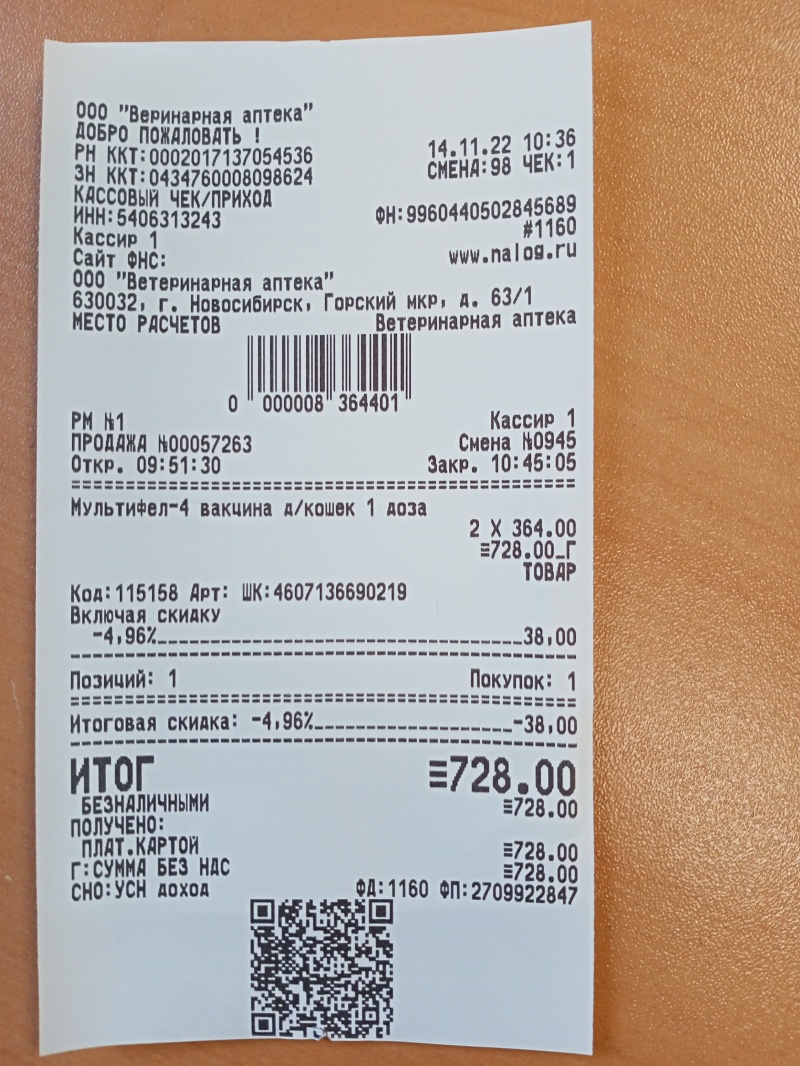 ООО "Веринарная аптека"
ДОБРО ПОЖАЛОВАТЬ !
РН ККТ:0002017137054536 14.11.22 10:36
ЗН ККТ:0434760008098624 СМЕНА:98 ЧЕК:1
КАССОВЫЙ ЧЕК/ПРИХОД
ИНН:5406313243 ФН:9960440502845689
Кассир 1 #1160
Сайт ФНС: www.nalog.ru
ООО "Ветеринарная аптека"
630032, г. Новосибирск, Горский мкр, д. 63/1
МЕСТО РАСЧЕТОВ Ветеринарная аптека
0 000008 364401
РМ №1 Кассир 1
ПРОДАЖА №00057263 Смена №0945
Откр. 09:51:30 Закр. 10:45:05
Мультифел-4 вакцина д/кошек 1 доза
2 X 364.00
≡728.00_Г
ТОВАР
Код:115158 Арт: ШК:4607136690219
Включая скидку
-4,96% 38,00
Позиций: 1 Покупок: 1
Итоговая скидка: -4,96% -38,00
ИТОГ ≡728.00
БЕЗНАЛИЧНЫМИ ≡728.00
ПОЛУЧЕНО:
ПЛАТ.КАРТОЙ ≡728.00
Г:СУММА БЕЗ НДС ≡728.00
СНО:УСН доход ФД:1160 ФП:2709922847